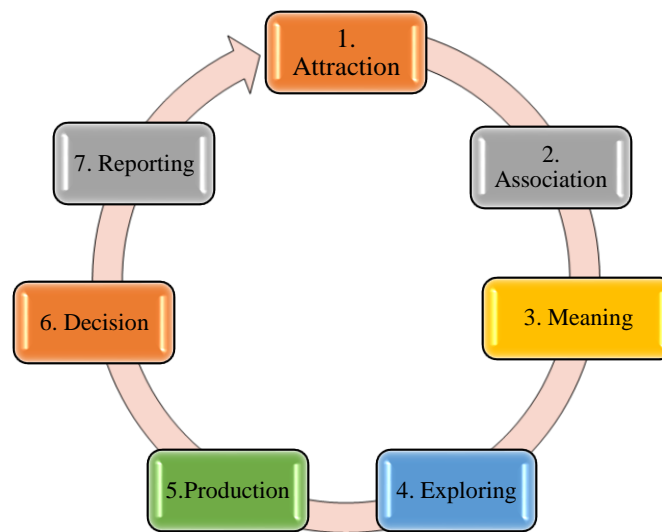 1.
Attraction
2.
Association
3. Meaning
4. Exploring
5.Production
6. Decision
7. Reporting